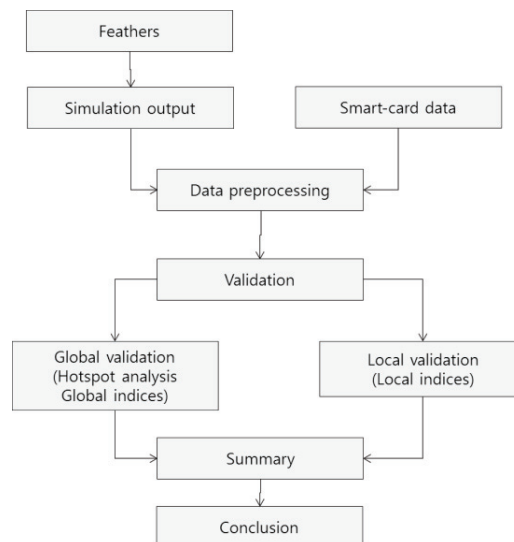 Feathers
Simulation output
Smart-card data
Data preprocessing
Validation
Global validation
(Hotspot analysis
Global indices)
Local validation
(Local indices)
Summary
Conclusion